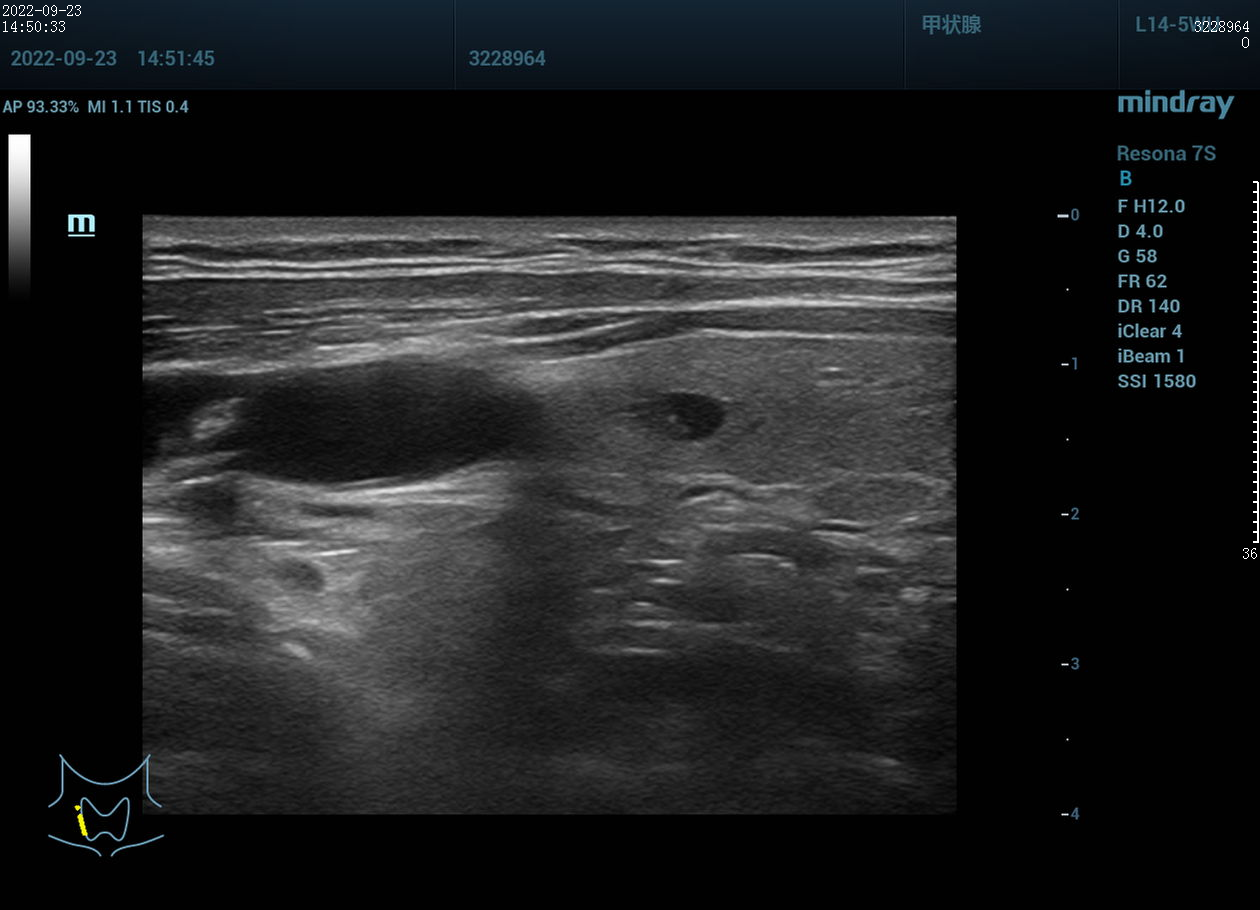 2022-09-23
14:50:33
2022-09-23 14:51:45
3228964
甲状腺
L14-5WU
3228964
0
AP 93.33% MI 1.1 TIS 0.4
mindray
Resona 7S
B
F H12.0
D 4.0
G 58
FR 62
DR 140
iClear 4
iBeam 1
SSI 1580
m
0
1
2
3
4
36